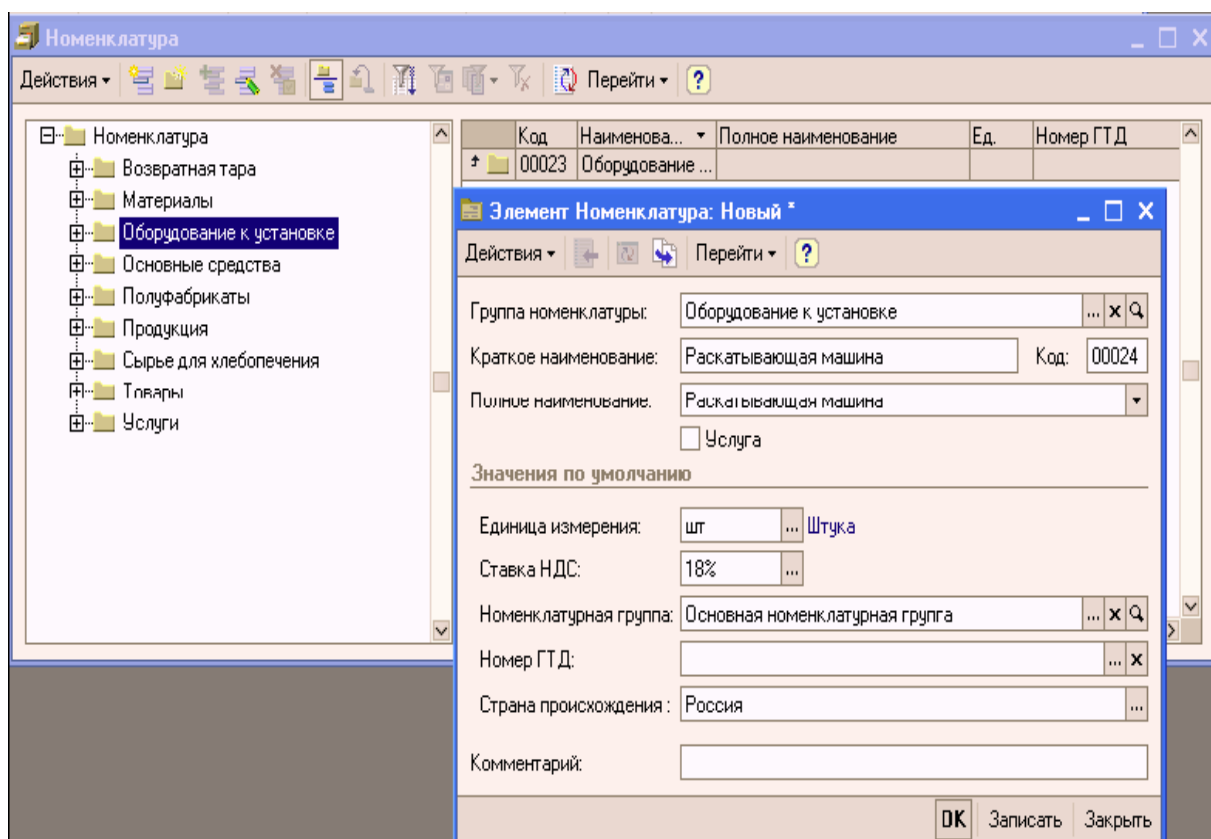 Номенклатура
Действия Перейти ?
Номенклатура
Возвратная тара
Материалы
Оборудование к установке
Основные средства
Полуфабрикаты
Продукция
Сырье для хлебопечения
Товары
Услуги
Код Наименова... Полное наименование Ед. Номер ГТД
00023 Оборудование ...
Элемент Номенклатура: Новый *
Действия Перейти ?
Группа номенклатуры: Оборудование к установке ... x
Краткое наименование: Раскатывающая машина Код: 00024
Полное наименование: Раскатывающая машина
Услуга
Значения по умолчанию
Единица измерения: шт ... Штука
Ставка НДС: 18% ...
Номенклатурная группа: Основная номенклатурная группа ... x
Номер ГТД: ... x
Страна происхождения : Россия ...
Комментарий:
OK Записать Закрыть